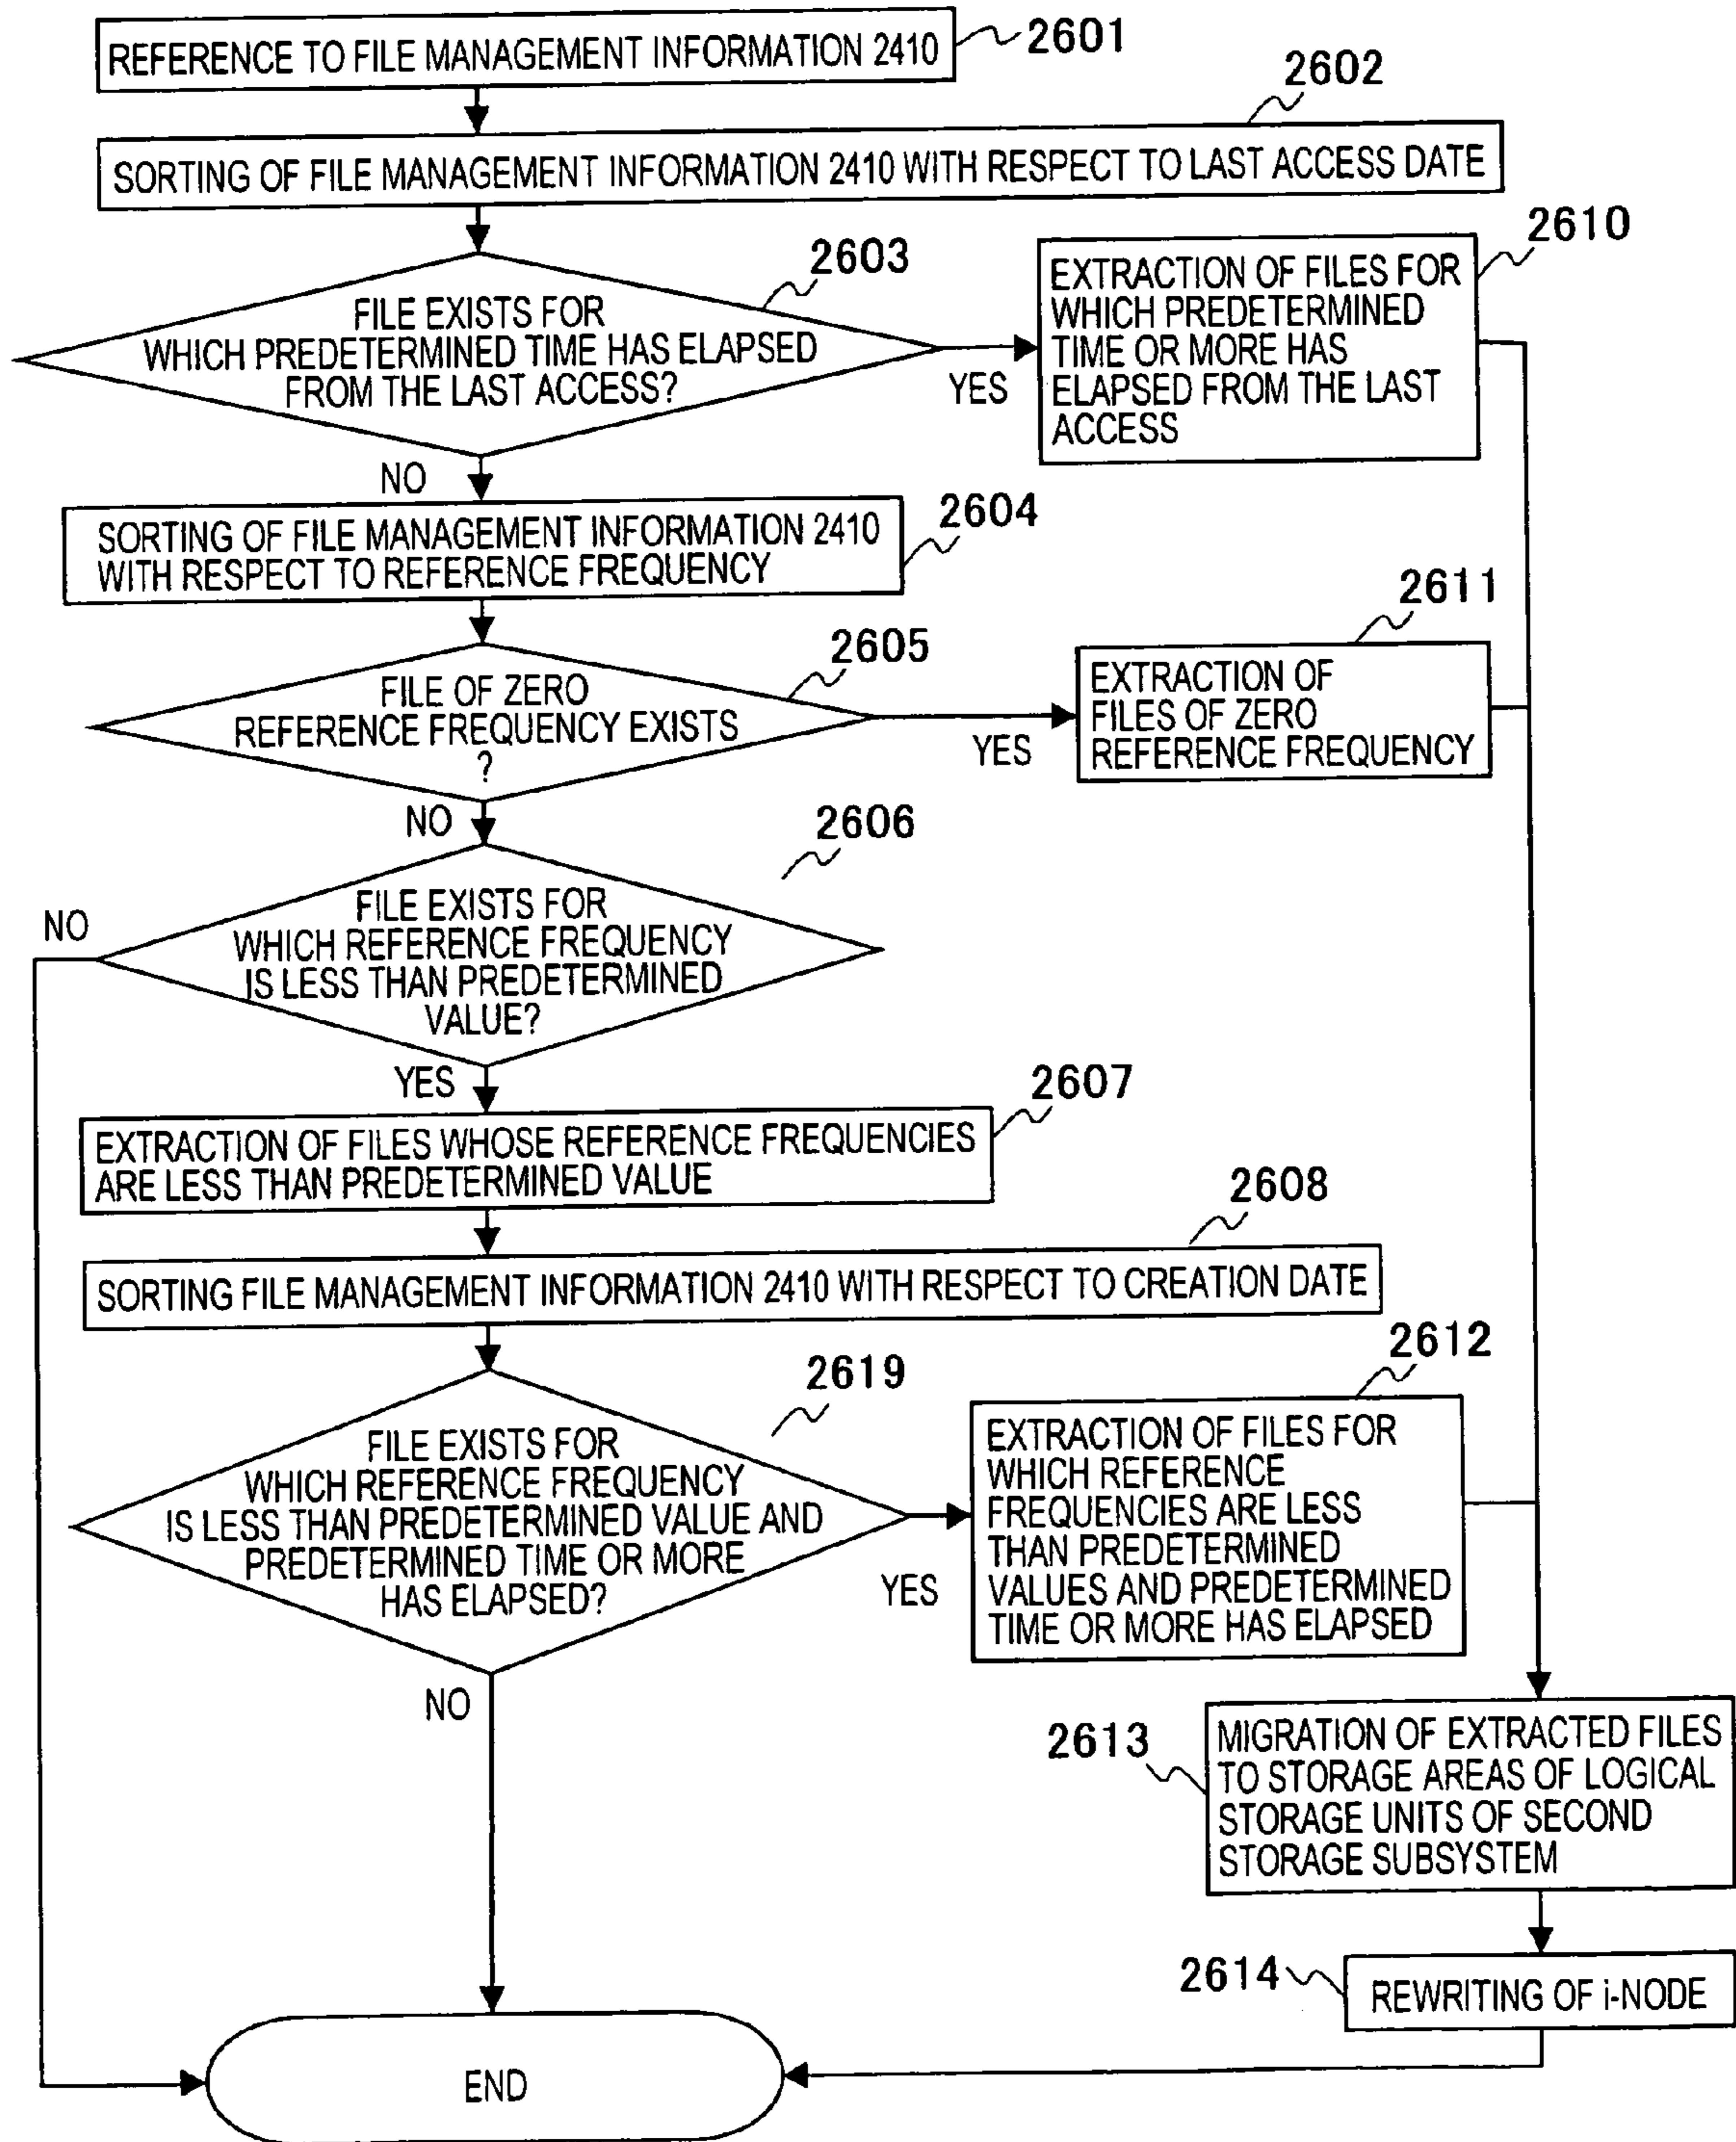 REFERENCE TO FILE MANAGEMENT INFORMATION 2410
2601
2602
SORTING OF FILE MANAGEMENT INFORMATION 2410 WITH RESPECT TO LAST ACCESS DATE
2603
FILE EXISTS FOR
WHICH PREDETERMINED TIME HAS ELAPSED
FROM THE LAST ACCESS?
YES
NO
2610
EXTRACTION OF FILES FOR
WHICH PREDETERMINED
TIME OR MORE HAS
ELAPSED FROM THE LAST
ACCESS
2604
SORTING OF FILE MANAGEMENT INFORMATION 2410
WITH RESPECT TO REFERENCE FREQUENCY
2605
FILE OF ZERO
REFERENCE FREQUENCY EXISTS
?
YES
NO
2611
EXTRACTION OF
FILES OF ZERO
REFERENCE FREQUENCY
2606
FILE EXISTS FOR
WHICH REFERENCE FREQUENCY
IS LESS THAN PREDETERMINED
VALUE?
NO
YES
2607
EXTRACTION OF FILES WHOSE REFERENCE FREQUENCIES
ARE LESS THAN PREDETERMINED VALUE
2608
SORTING FILE MANAGEMENT INFORMATION 2410 WITH RESPECT TO CREATION DATE
2619
FILE EXISTS FOR
WHICH REFERENCE FREQUENCY
IS LESS THAN PREDETERMINED VALUE AND
PREDETERMINED TIME OR MORE
HAS ELAPSED?
YES
NO
2612
EXTRACTION OF FILES FOR
WHICH REFERENCE
FREQUENCIES ARE LESS
THAN PREDETERMINED
VALUES AND PREDETERMINED
TIME OR MORE HAS ELAPSED
2613
MIGRATION OF EXTRACTED FILES
TO STORAGE AREAS OF LOGICAL
STORAGE UNITS OF SECOND
STORAGE SUBSYSTEM
2614
REWRITING OF i-NODE
END